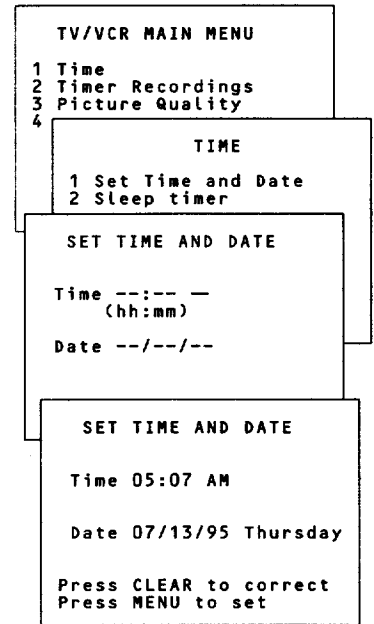 TV/VCR MAIN MENU
1 Time
2 Timer Recordings
3 Picture Quality
4
TIME
1 Set Time and Date
2 Sleep timer
SET TIME AND DATE
Time --:-- —
(hh:mm)
Date --/--/--
SET TIME AND DATE
Time 05:07 AM
Date 07/13/95 Thursday
Press CLEAR to correct
Press MENU to set